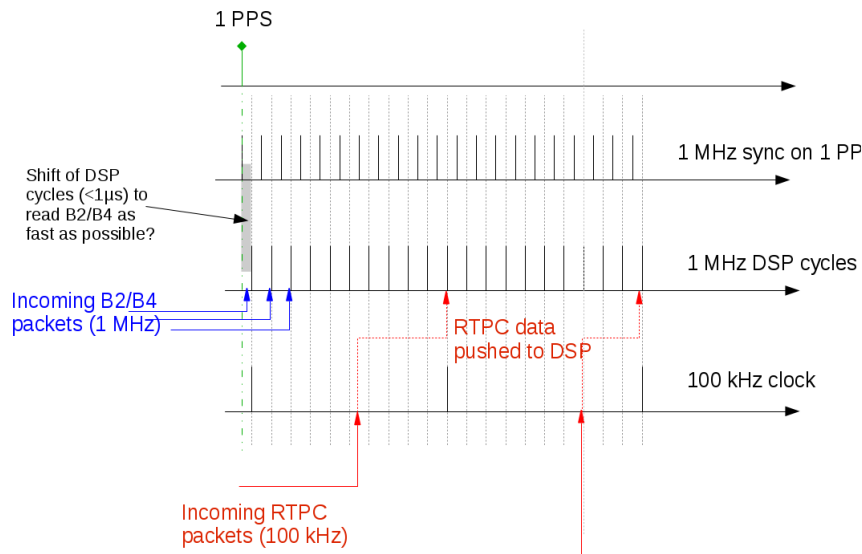 1 PPS
1 MHz sync on 1 PP
Shift of DSP
cycles (<1µs) to
read B2/B4 as
fast as possible?
1 MHz DSP cycles
Incoming B2/B4
packets (1 MHz)
RTPC data
pushed to DSP
100 kHz clock
Incoming RTPC
packets (100 kHz)